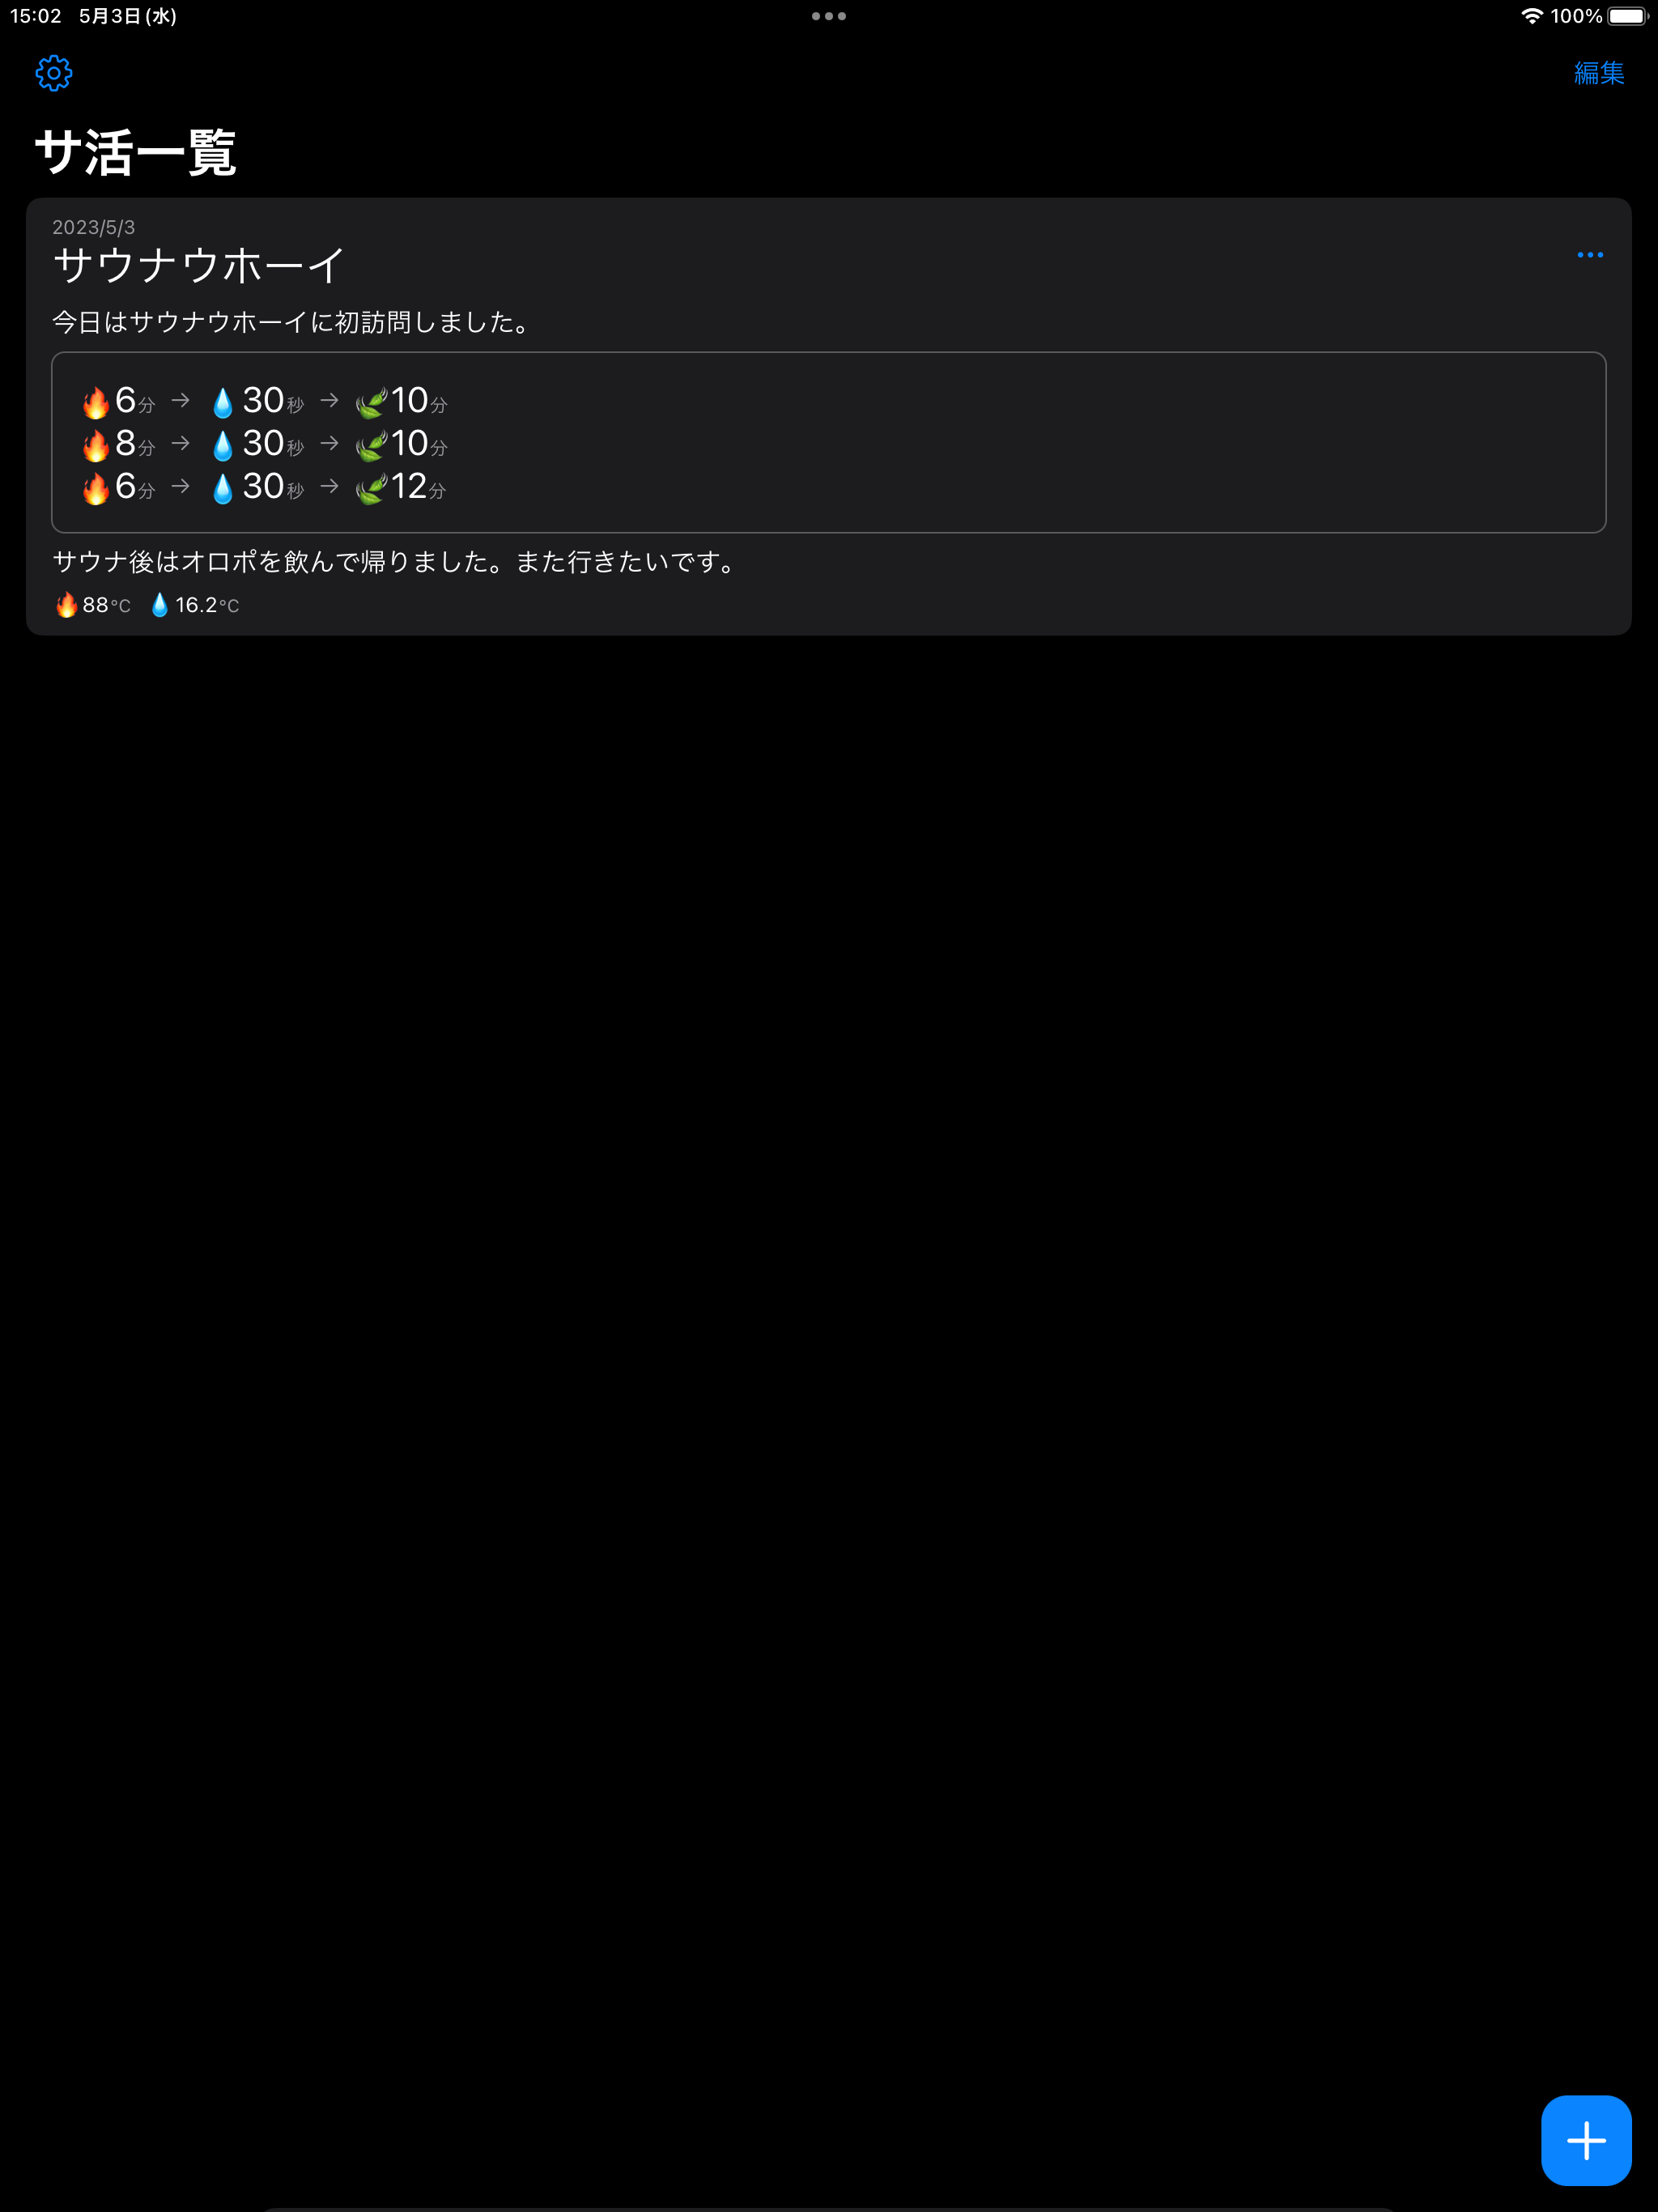 15:02 5月3日(水) 100%
編集
サ活一覧
2023/5/3
サウナウホーイ
今日はサウナウホーイに初訪問しました。
🔥6分 → 💧30秒 → 🍃10分
🔥8分 → 💧30秒 → 🍃10分
🔥6分 → 💧30秒 → 🍃12分
サウナ後はオロポを飲んで帰りました。また行きたいです。
🔥88°C 💧16.2°C